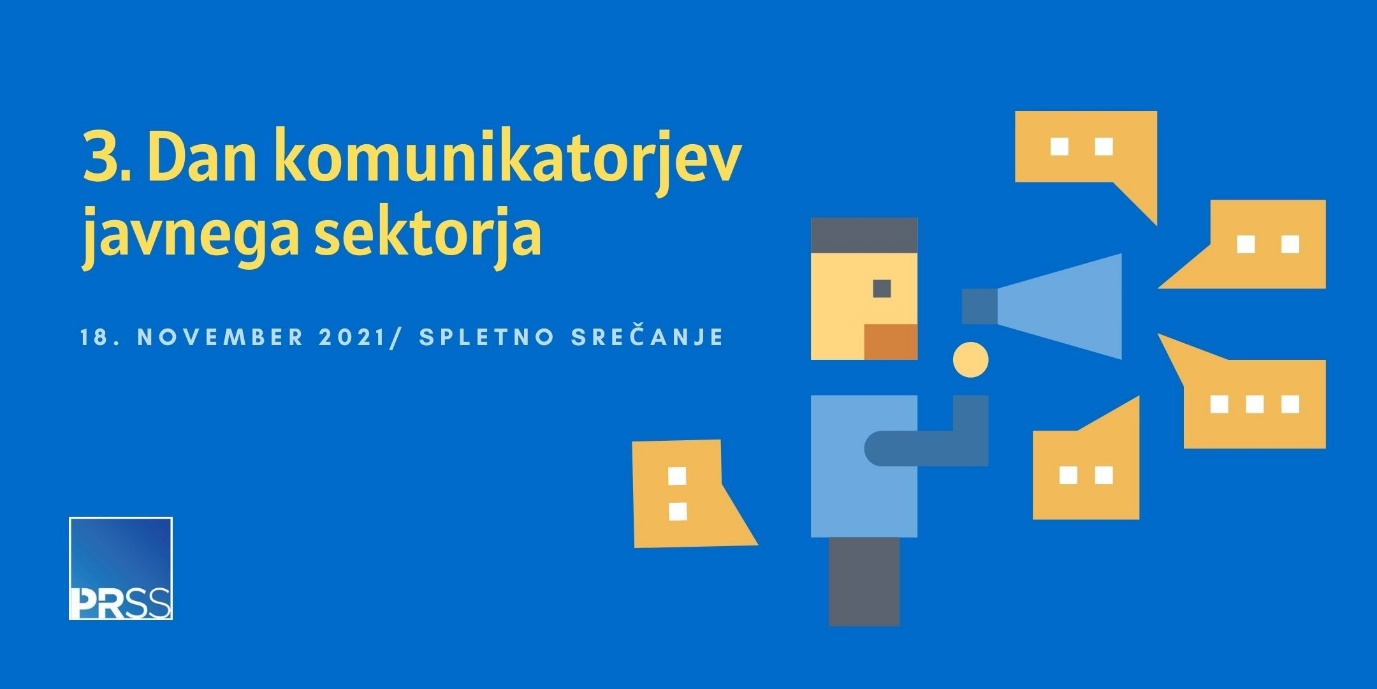 3. Dan komunikatorjev
javnega sektorja
18. NOVEMBER 2021/ SPLETNO SREČANJE
PRSS